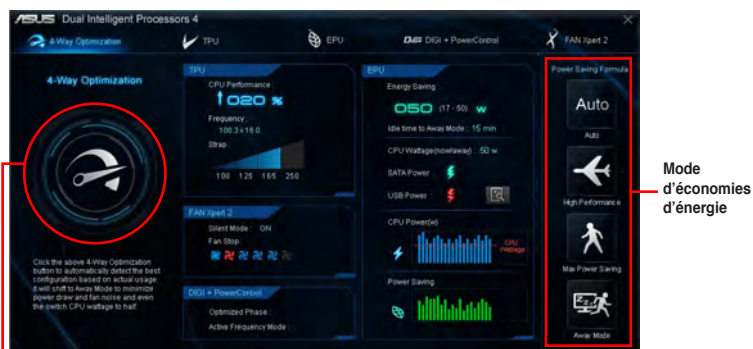 ASUS Dual Intelligent Processors 4
4-Way Optimization
TPU
EPU
DIGI+ DIGI + PowerControl
FAN Xpert 2
4-Way Optimization
Click the above 4-Way Optimization
button to automatically detect the best
configuration based on actual usage.
It will shift to Away Mode to minimize
power draw and fan noise and even
the switch CPU wattage to half.
TPU
CPU Performance :
020 %
Frequency :
100.3 x 16.0
Strap :
100 125 165 250
FAN Xpert 2
Silent Mode : ON
Fan Stop :
DIGI + PowerControl
Optimized Phase :
Active Frequency Mode :
EPU
Energy Saving :
050 (17 - 50) w
Idle time to Away Mode : 15 min
CPU Wattage(now/away) : 50 w
SATA Power :
USB Power :
CPU Power(w)
CPU
Wattage
Power Saving
Power Saving Formula
Auto
Auto
High Performance
Max Power Saving
Away Mode
Mode
d’économies
d’énergie